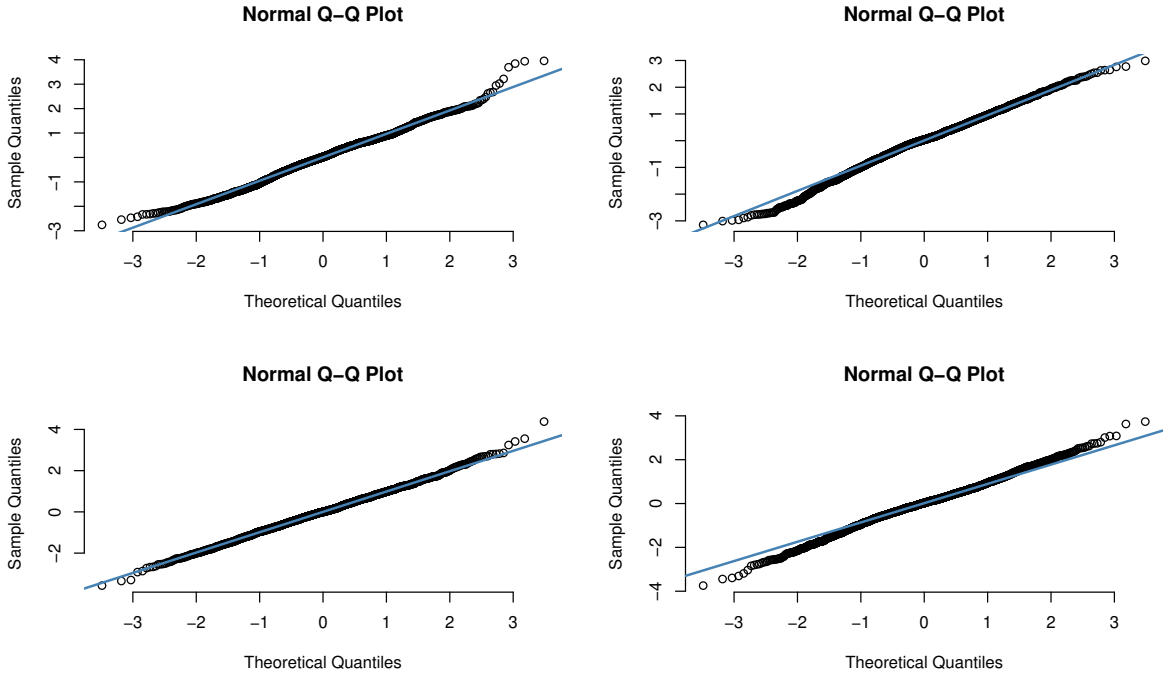 Normal Q−Q Plot
Sample Quantiles
4
3
2
1
−1
−3
−3 −2 −1 0 1 2 3
Theoretical Quantiles
Normal Q−Q Plot
Sample Quantiles
3
2
1
−1
−3
−3 −2 −1 0 1 2 3
Theoretical Quantiles
Normal Q−Q Plot
Sample Quantiles
4
2
0
−2
−3 −2 −1 0 1 2 3
Theoretical Quantiles
Normal Q−Q Plot
Sample Quantiles
4
2
0
−2
−4
−3 −2 −1 0 1 2 3
Theoretical Quantiles